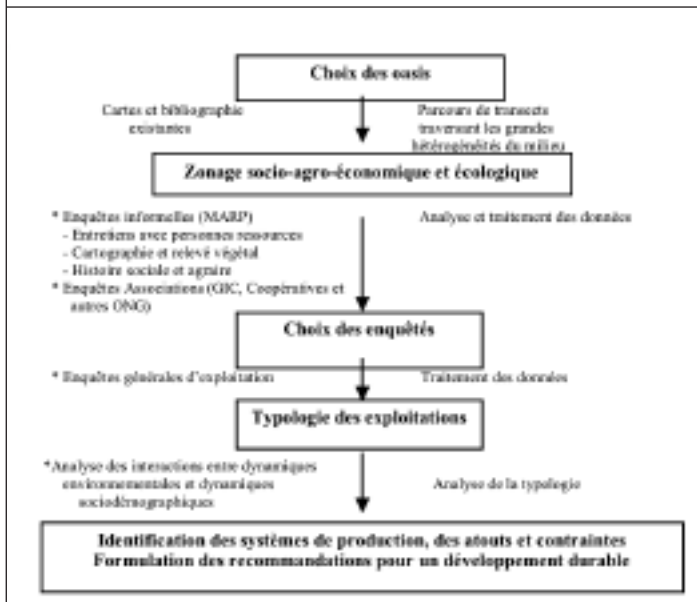 Choix des oasis
Cartes et bibliographie
existantes
Parcours de transects
traversant les grandes
hétérogénéités du milieu
Zonage socio-agro-économique et écologique
* Enquêtes informelles (MARP)
- Entretiens avec personnes ressources
- Cartographie et relevé végétal
- Histoire sociale et agraire
* Enquêtes Associations (GIC, Coopératives et
autres ONG)
Analyse et traitement des données
Choix des enquêtés
* Enquêtes générales d'exploitation
Traitement des données
Typologie des exploitations
*Analyse des interactions entre dynamiques
environnementales et dynamiques
sociodémographiques
Analyse de la typologie
Identification des systèmes de production, des atouts et contraintes
Formulation des recommandations pour un développement durable